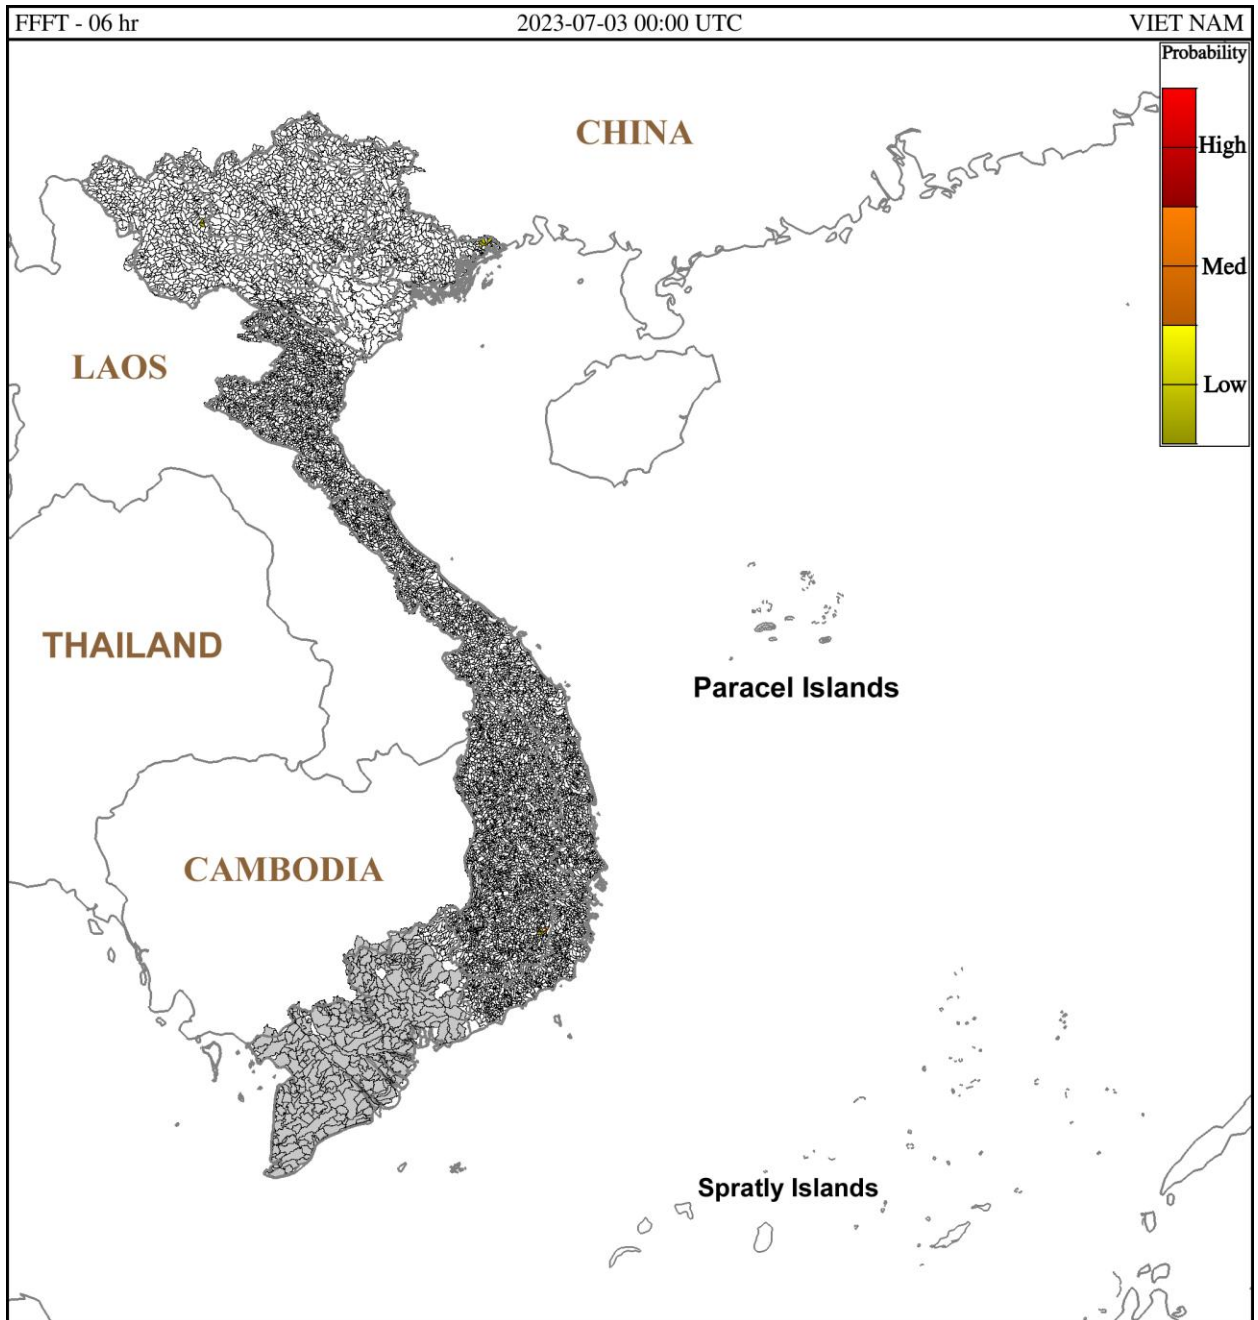 FFFT - 06 hr
2023-07-03 00:00 UTC
VIET NAM
Probability
CHINA
High
Med
LAOS
Low
THAILAND
Paracel Islands
CAMBODIA
Spratly Islands